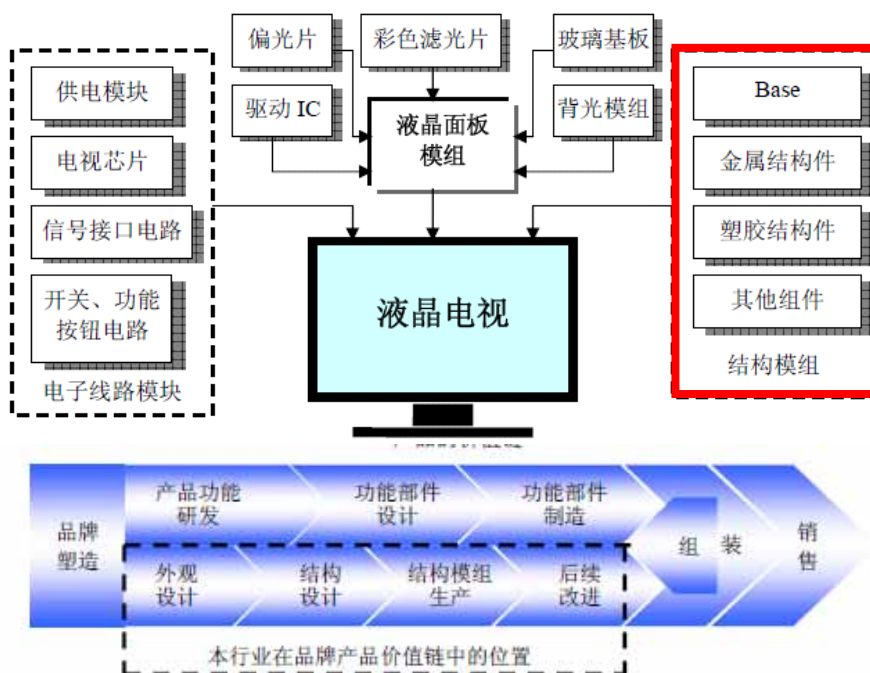 偏光片
彩色滤光片
玻璃基板
供电模块
驱动 IC
液晶面板
模组
背光模组
Base
电视芯片
金属结构件
信号接口电路
塑胶结构件
开关、功能
按钮电路
液晶电视
其他组件
电子线路模块
结构模组
品牌
塑造
产品功能
研发
功能部件
设计
功能部件
制造
外观
设计
结构
设计
结构模组
生产
后续
改进
组 装
销
售
本行业在品牌产品价值链中的位置